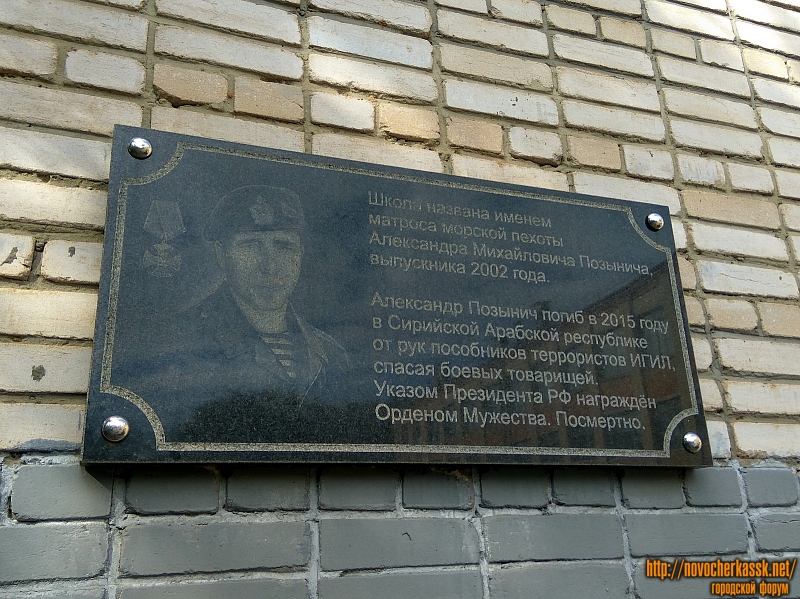 Школа названа именем
матроса морской пехоты
Александра Михайловича Позынича,
выпускника 2002 года.
Александр Позынич погиб в 2015 году
в Сирийской Арабской республике
от рук пособников террористов ИГИЛ,
спасая боевых товарищей.
Указом Президента РФ награждён
Орденом Мужества. Посмертно.
http://novocherkassk.net/
городской форум